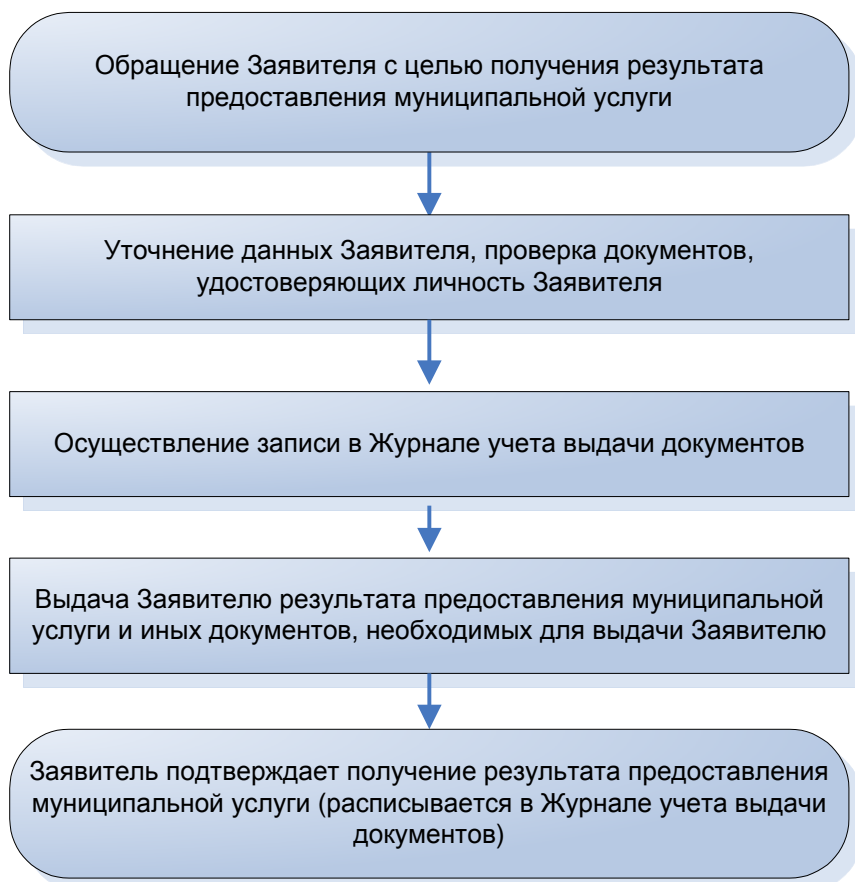 Обращение Заявителя с целью получения результата
предоставления муниципальной услуги
Уточнение данных Заявителя, проверка документов,
удостоверяющих личность Заявителя
Осуществление записи в Журнале учета выдачи документов
Выдача Заявителю результата предоставления муниципальной
услуги и иных документов, необходимых для выдачи Заявителю
Заявитель подтверждает получение результата предоставления
муниципальной услуги (расписывается в Журнале учета выдачи
документов)